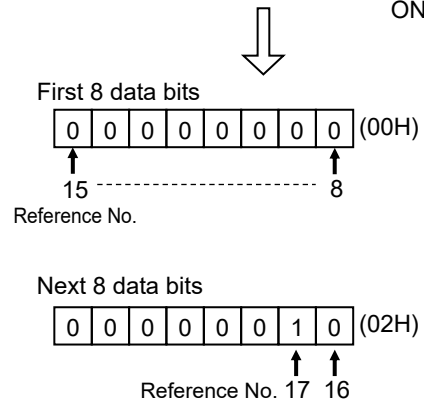 ON
First 8 data bits
0 0 0 0 0 0 0 0 (00H)
15 8
Reference No.
Next 8 data bits
0 0 0 0 0 0 1 0 (02H)
Reference No. 17 16